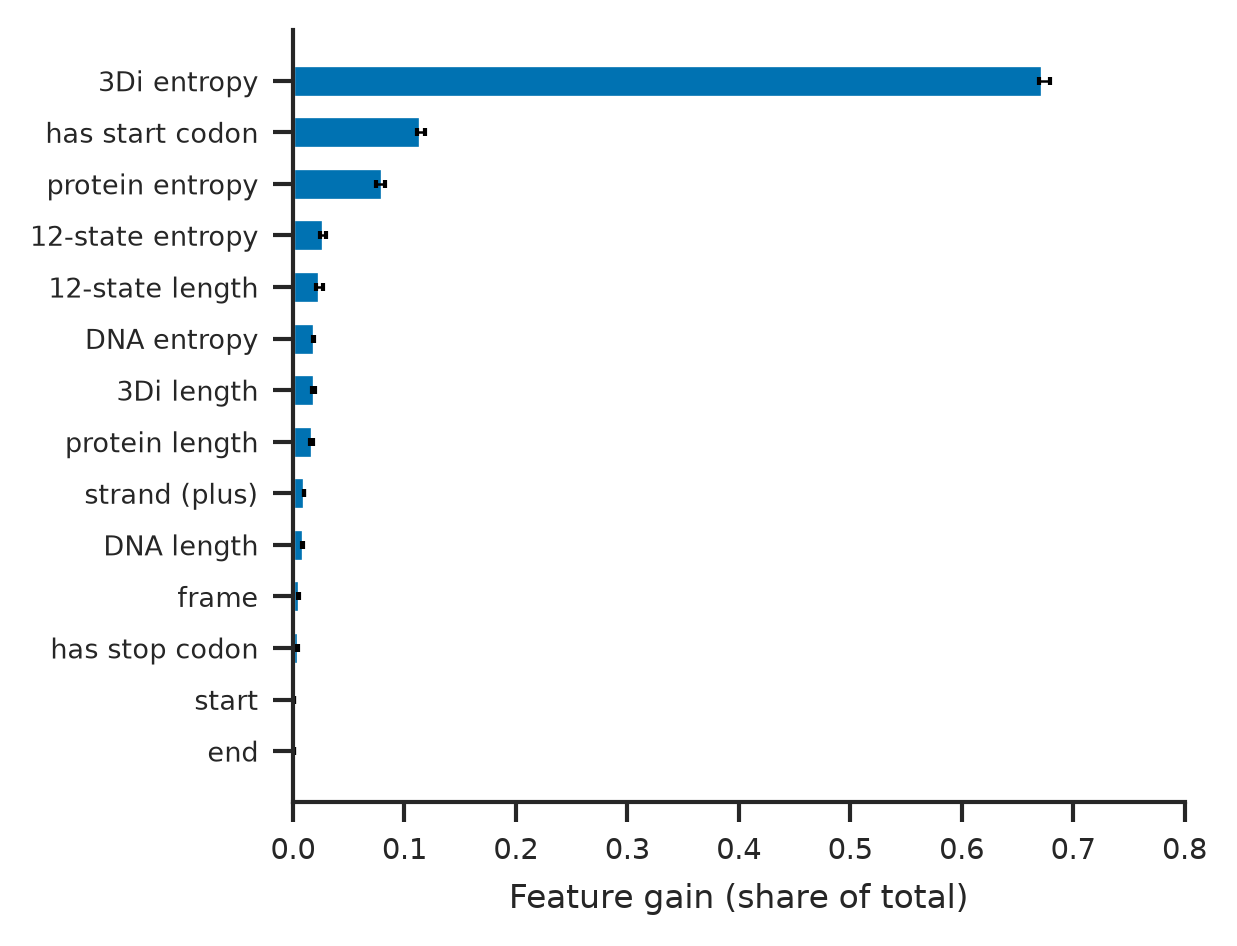 3Di entropy
has start codon
protein entropy
12-state entropy
12-state length
DNA entropy
3Di length
protein length
strand (plus)
DNA length
frame
has stop codon
start
end
0.0 0.1 0.2 0.3 0.4 0.5 0.6 0.7 0.8
Feature gain (share of total)